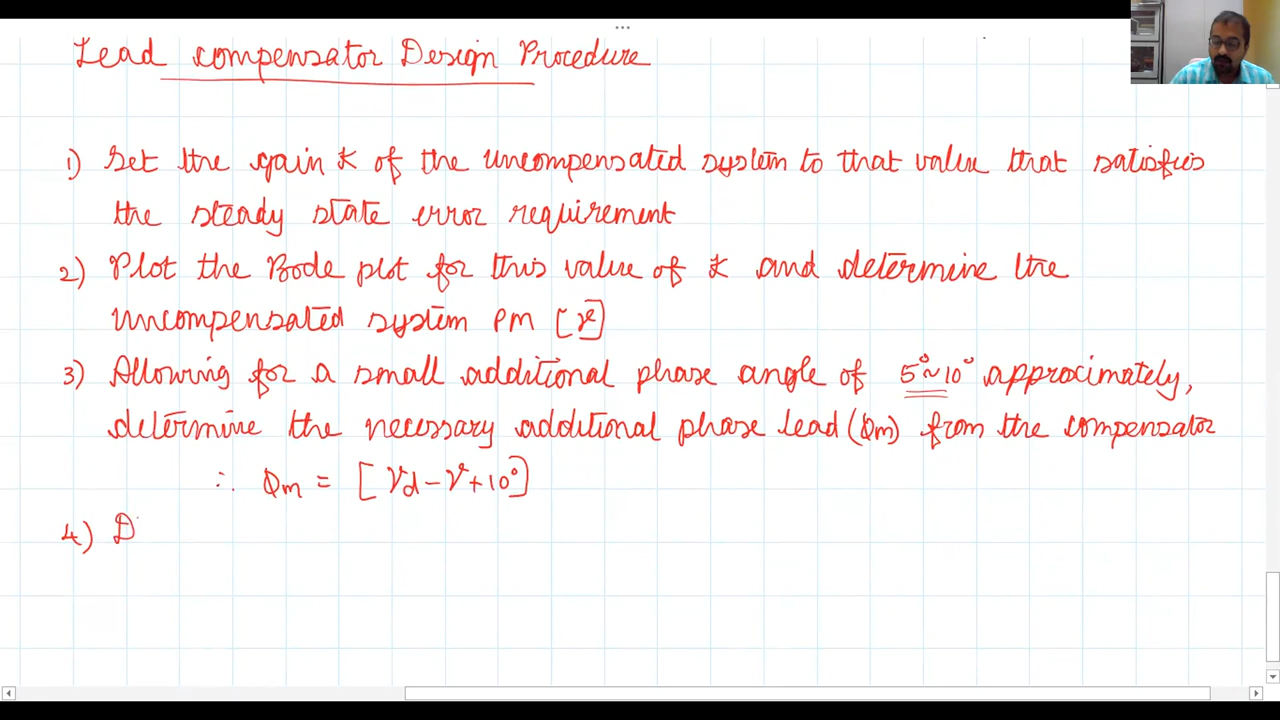 Lead compensator Design Procedure
1) Set the gain K of the uncompensated system to that value that satisfies
the steady state error requirement
2) Plot the Bode plot for this value of K and determine the
uncompensated system PM [γ]
3) Allowing for a small additional phase angle of 5°~10° approximately,
determine the necessary additional phase lead (Φm) from the compensator
∴ Φm = [γd - γ + 10°]
4) D